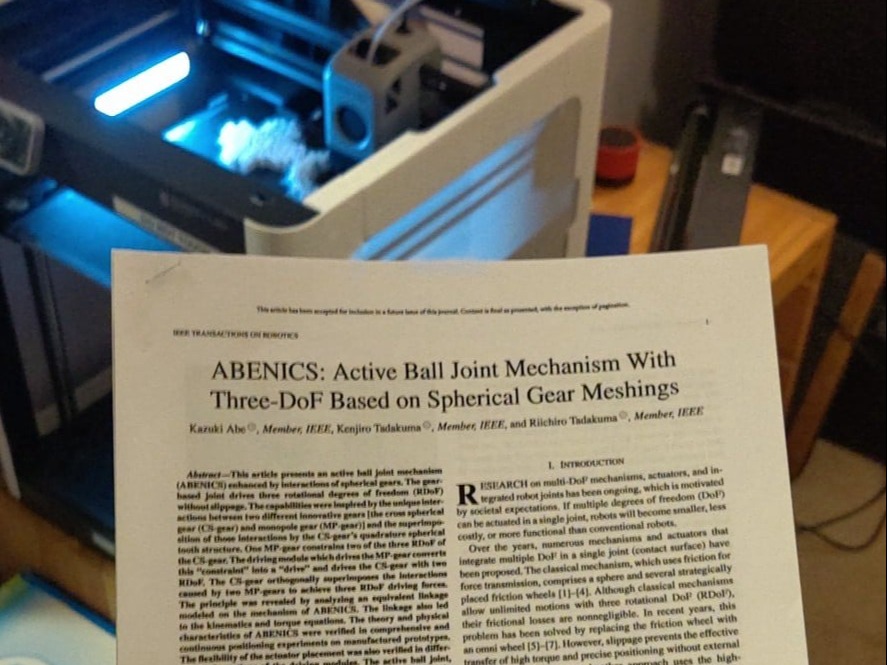 This article has been accepted for inclusion in a future issue of this journal. Content is final as presented, with the exception of pagination.
IEEE TRANSACTIONS ON ROBOTICS
1
ABENICS: Active Ball Joint Mechanism With
Three-DoF Based on Spherical Gear Meshings
Kazuki Abe, Member, IEEE, Kenjiro Tadakuma, Member, IEEE, and Riichiro Tadakuma, Member, IEEE
Abstract—This article presents an active ball joint mechanism
(ABENICS) enhanced by interactions of spherical gears. The gear-
based joint drives three rotational degrees of freedom (RDoF)
without slippage. The capabilities were inspired by the unique inter-
actions between two different innovative gears [the cross spherical
gear (CS-gear) and monopole gear (MP-gear)] and the superimpo-
sition of those interactions by the CS-gear's quadrature spherical
tooth structure. One MP-gear constrains two of the three RDoF of
the CS-gear. The driving module which drives the MP-gear converts
this "constraint" into a "drive" and drives the CS-gear with two
RDoF. The CS-gear orthogonally superimposes the interactions
caused by two MP-gears to achieve three RDoF driving forces.
The principle was revealed by analyzing an equivalent linkage
modeled on the mechanism of ABENICS. The linkage also led
to the kinematics and torque equations. The theory and physical
characteristics of ABENICS were verified in comprehensive and
continuous positioning experiments on manufactured prototypes.
The flexibility of the actuator placement was also verified in differ-
driving modules. The active ball joint,
I. INTRODUCTION
RESEARCH on multi-DoF mechanisms, actuators, and in-
tegrated robot joints has been ongoing, which is motivated
by societal expectations. If multiple degrees of freedom (DoF)
can be actuated in a single joint, robots will become smaller, less
costly, or more functional than conventional robots.
Over the years, numerous mechanisms and actuators that
integrate multiple DoF in a single joint (contact surface) have
been proposed. The classical mechanism, which uses friction for
force transmission, comprises a sphere and several strategically
placed friction wheels [1]–[4]. Although classical mechanisms
allow unlimited motions with three rotational DoF (RDoF),
their frictional losses are nonnegligible. In recent years, this
problem has been solved by replacing the friction wheel with
an omni wheel [5]–[7]. However, slippage prevents the effective
transfer of high torque and precise positioning without external
approach uses the high-